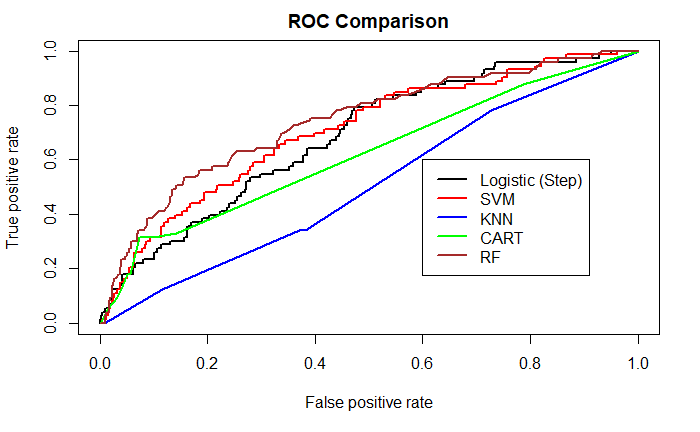 ROC Comparison
True positive rate
1.0
0.8
0.6
0.4
0.2
0.0
Logistic (Step)
SVM
KNN
CART
RF
0.0 0.2 0.4 0.6 0.8 1.0
False positive rate